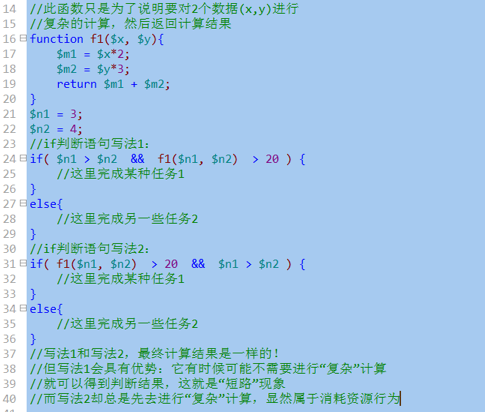 14 //此函数只是为了说明要对2个数据(x,y)进行
15 //复杂的计算，然后返回计算结果
16 function f1($x, $y){
17     $m1 = $x*2;
18     $m2 = $y*3;
19     return $m1 + $m2;
20 }
21 $n1 = 3;
22 $n2 = 4;
23 //if判断语句写法1:
24 if( $n1 > $n2  &&  f1($n1, $n2)  > 20 ) {
25     //这里完成某种任务1
26 }
27 else{
28     //这里完成另一些任务2
29 }
30 //if判断语句写法2:
31 if( f1($n1, $n2)  > 20  &&  $n1 > $n2 ) {
32     //这里完成某种任务1
33 }
34 else{
35     //这里完成另一些任务2
36 }
37 //写法1和写法2，最终计算结果是一样的！
38 //但写法1会具有优势：它有时候可能不需要进行“复杂”计算
39 //就可以得到判断结果，这就是“短路”现象
40 //而写法2却总是先去进行“复杂”计算，显然属于消耗资源行为